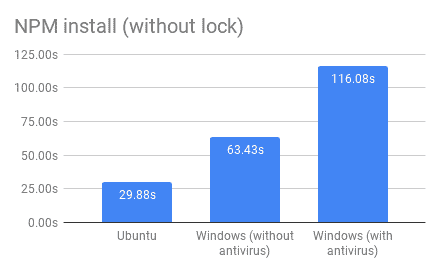 NPM install (without lock)
125.00s
100.00s
75.00s
50.00s
25.00s
0.00s
29.88s
63.43s
116.08s
Ubuntu
Windows (without
antivirus)
Windows (with
antivirus)